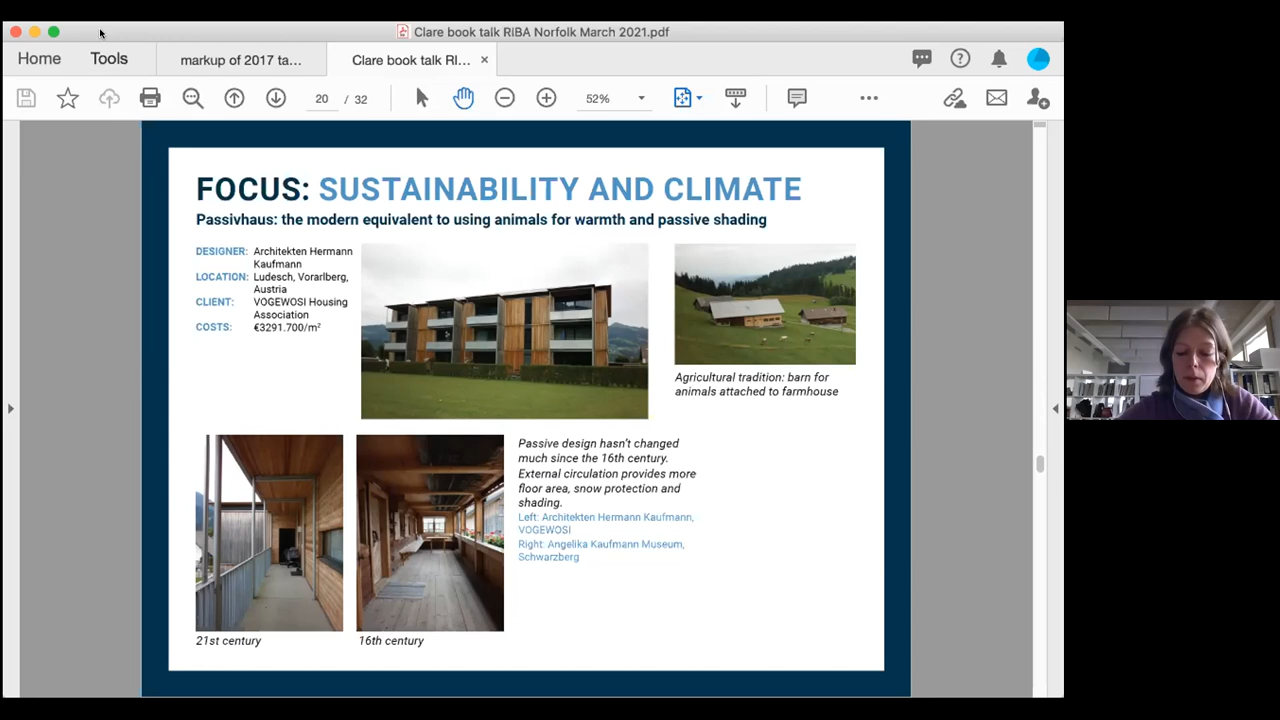 Clare book talk RIBA Norfolk March 2021.pdf
Home
Tools
markup of 2017 ta...
Clare book talk RI...
20 / 32
52%
FOCUS: SUSTAINABILITY AND CLIMATE
Passivhaus: the modern equivalent to using animals for warmth and passive shading
DESIGNER: Architekten Hermann
Kaufmann
LOCATION: Ludesch, Vorarlberg,
Austria
CLIENT: VOGEWOSI Housing
Association
COSTS: €3291.700/m²
Agricultural tradition: barn for
animals attached to farmhouse
Passive design hasn't changed
much since the 16th century.
External circulation provides more
floor area, snow protection and
shading.
Left: Architekten Hermann Kaufmann,
VOGEWOSI
Right: Angelika Kaufmann Museum,
Schwarzberg
21st century
16th century